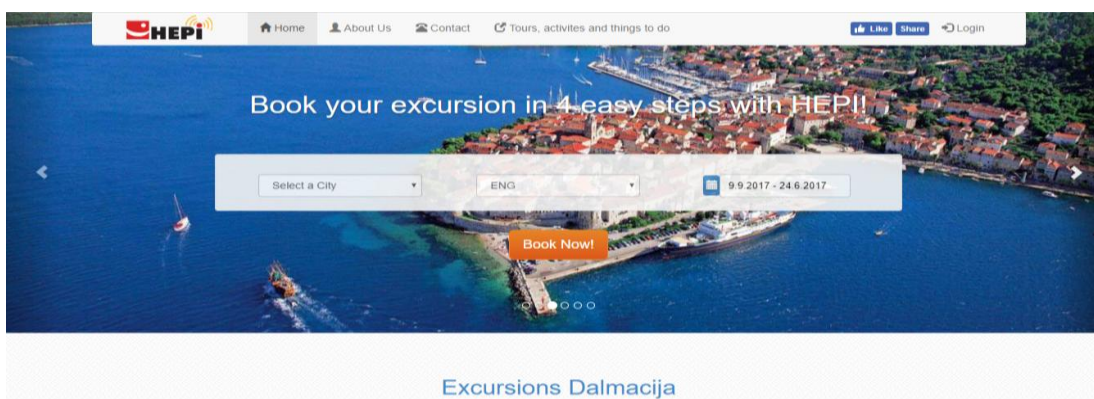 HEPi
Home About Us Contact Tours, activites and things to do Like Share Login
Book your excursion in 4 easy steps with HEPI!
Select a City ENG 9.9.2017 - 24.6.2017
Book Now!
Excursions Dalmacija